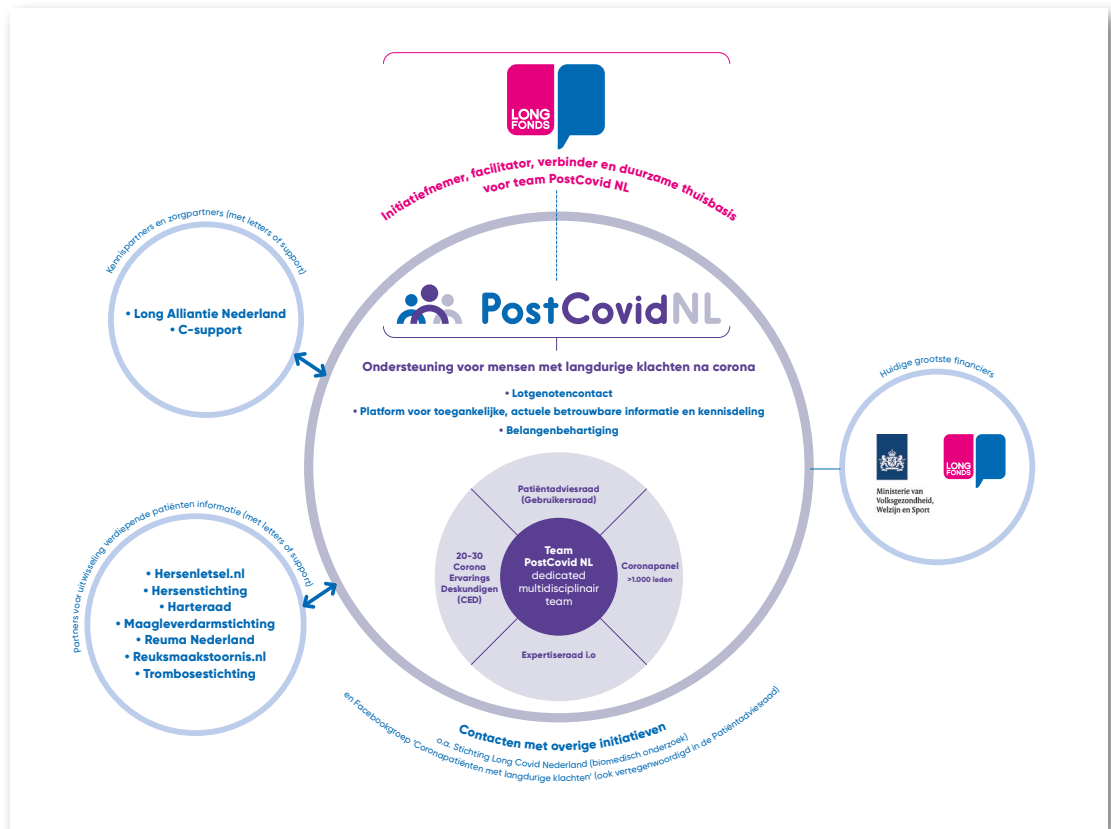 LONG
FONDS
Initiatiefnemer, facilitator, verbinder en duurzame thuisbasis
voor team PostCovid NL
Kennispartners en zorgpartners (met letters of support)
• Long Alliantie Nederland
• C-support
PostCovidNL
Ondersteuning voor mensen met langdurige klachten na corona
• Lotgenotencontact
• Platform voor toegankelijke, actuele betrouwbare informatie en kennisdeling
• Belangenbehartiging
Huidige grootste financiers
Ministerie van
Volksgezondheid,
Welzijn en Sport
LONG
FONDS
Partners voor uitwisseling verdiepende patiënten informatie (met letters of support)
• Hersenletsel.nl
• Hersenstichting
• Harteraad
• Maagleverdarmstichting
• Reuma Nederland
• Reuksmaakstoornis.nl
• Trombosestichting
Patiëntadviesraad
(Gebruikersraad)
20-30
Corona
Ervarings
Deskundigen
(CED)
Team
PostCovid NL
dedicated
multidisciplinair
team
Coronapanel
>1.000 leden
Expertiseraad i.o
Contacten met overige initiatieven
o.a. Stichting Long Covid Nederland (biomedisch onderzoek)
en Facebookgroep 'Coronapatiënten met langdurige klachten' (ook vertegenwoordigd in de Patiëntadviesraad)